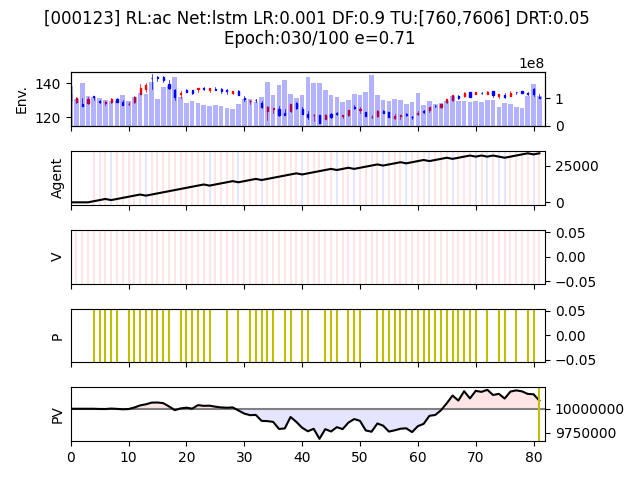 [000123] RL:ac Net:lstm LR:0.001 DF:0.9 TU:[760,7606] DRT:0.05
Epoch:030/100 e=0.71
1e8
Env.
140
120
1
0
Agent
25000
0
V
0.05
0.00
−0.05
P
0.05
0.00
−0.05
PV
10000000
9750000
0 10 20 30 40 50 60 70 80